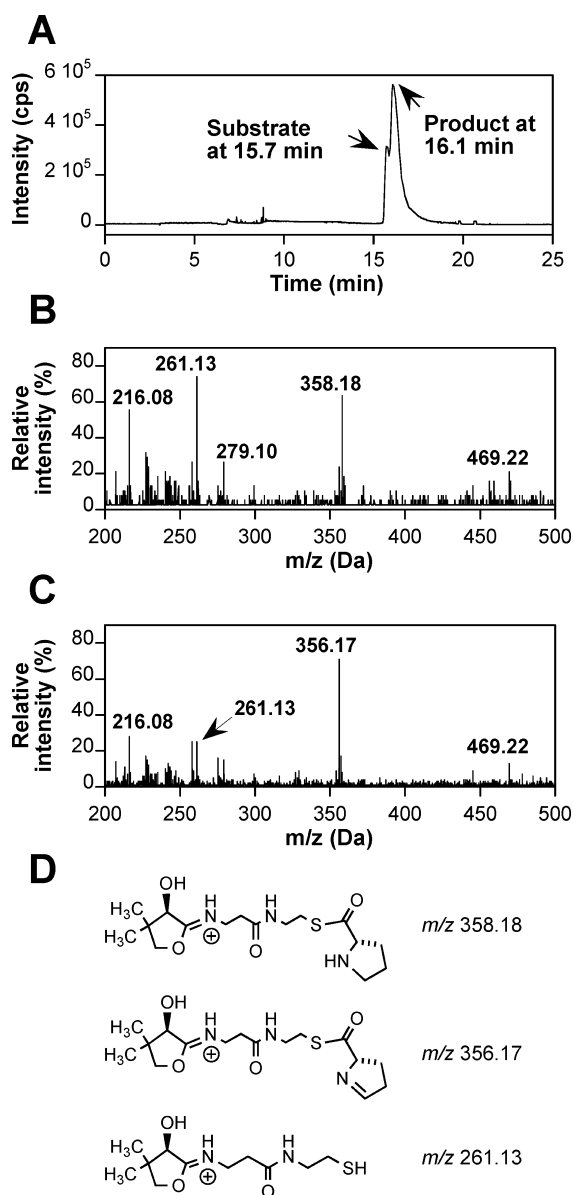 A
Intensity (cps)
6 10⁵
4 10⁵
2 10⁵
0
Substrate
at 15.7 min
Product at
16.1 min
0 5 10 15 20 25
Time (min)
B
Relative
intensity (%)
80
60
40
20
0
216.08
261.13
279.10
358.18
469.22
200 250 300 350 400 450 500
m/z (Da)
C
Relative
intensity (%)
80
60
40
20
0
216.08
261.13
356.17
469.22
200 250 300 350 400 450 500
m/z (Da)
D
OH
H₃C
H₃C
O
H
N
⊕
O
H
N
S
O
HN
m/z 358.18
OH
H₃C
H₃C
O
H
N
⊕
O
H
N
S
O
N
m/z 356.17
OH
H₃C
H₃C
O
H
N
⊕
O
H
N
SH
m/z 261.13